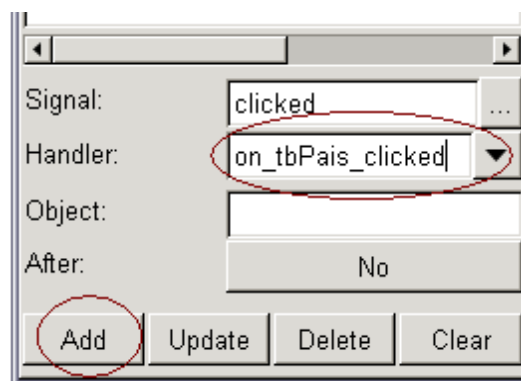 Signal: clicked ...
Handler: on_tbPais_clicked
Object:
After: No
Add Update Delete Clear